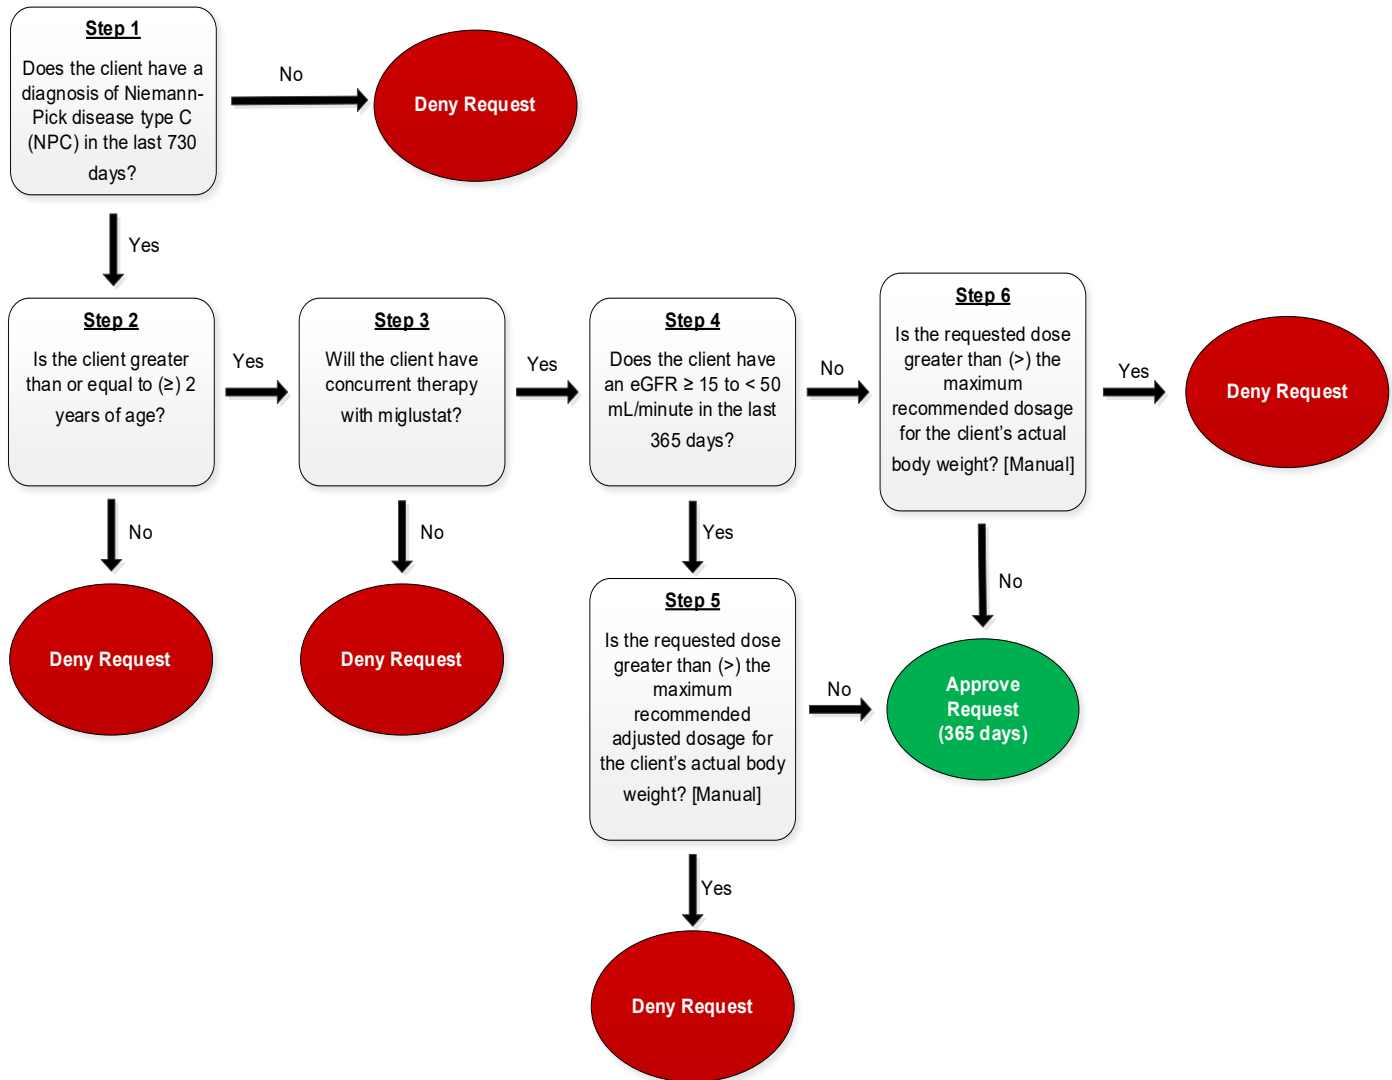 Step 1
Does the client have a
diagnosis of Niemann-
Pick disease type C
(NPC) in the last 730
days?
No
Deny Request
Yes
Step 2
Is the client greater
than or equal to (≥) 2
years of age?
Yes
No
Deny Request
Step 3
Will the client have
concurrent therapy
with miglustat?
Yes
No
Deny Request
Step 4
Does the client have
an eGFR ≥ 15 to < 50
mL/minute in the last
365 days?
No
Yes
Step 5
Is the requested dose
greater than (>) the
maximum
recommended
adjusted dosage for
the client’s actual body
weight? [Manual]
No
Yes
Deny Request
Step 6
Is the requested dose
greater than (>) the
maximum
recommended dosage
for the client’s actual
body weight? [Manual]
Yes
Deny Request
No
Approve
Request
(365 days)